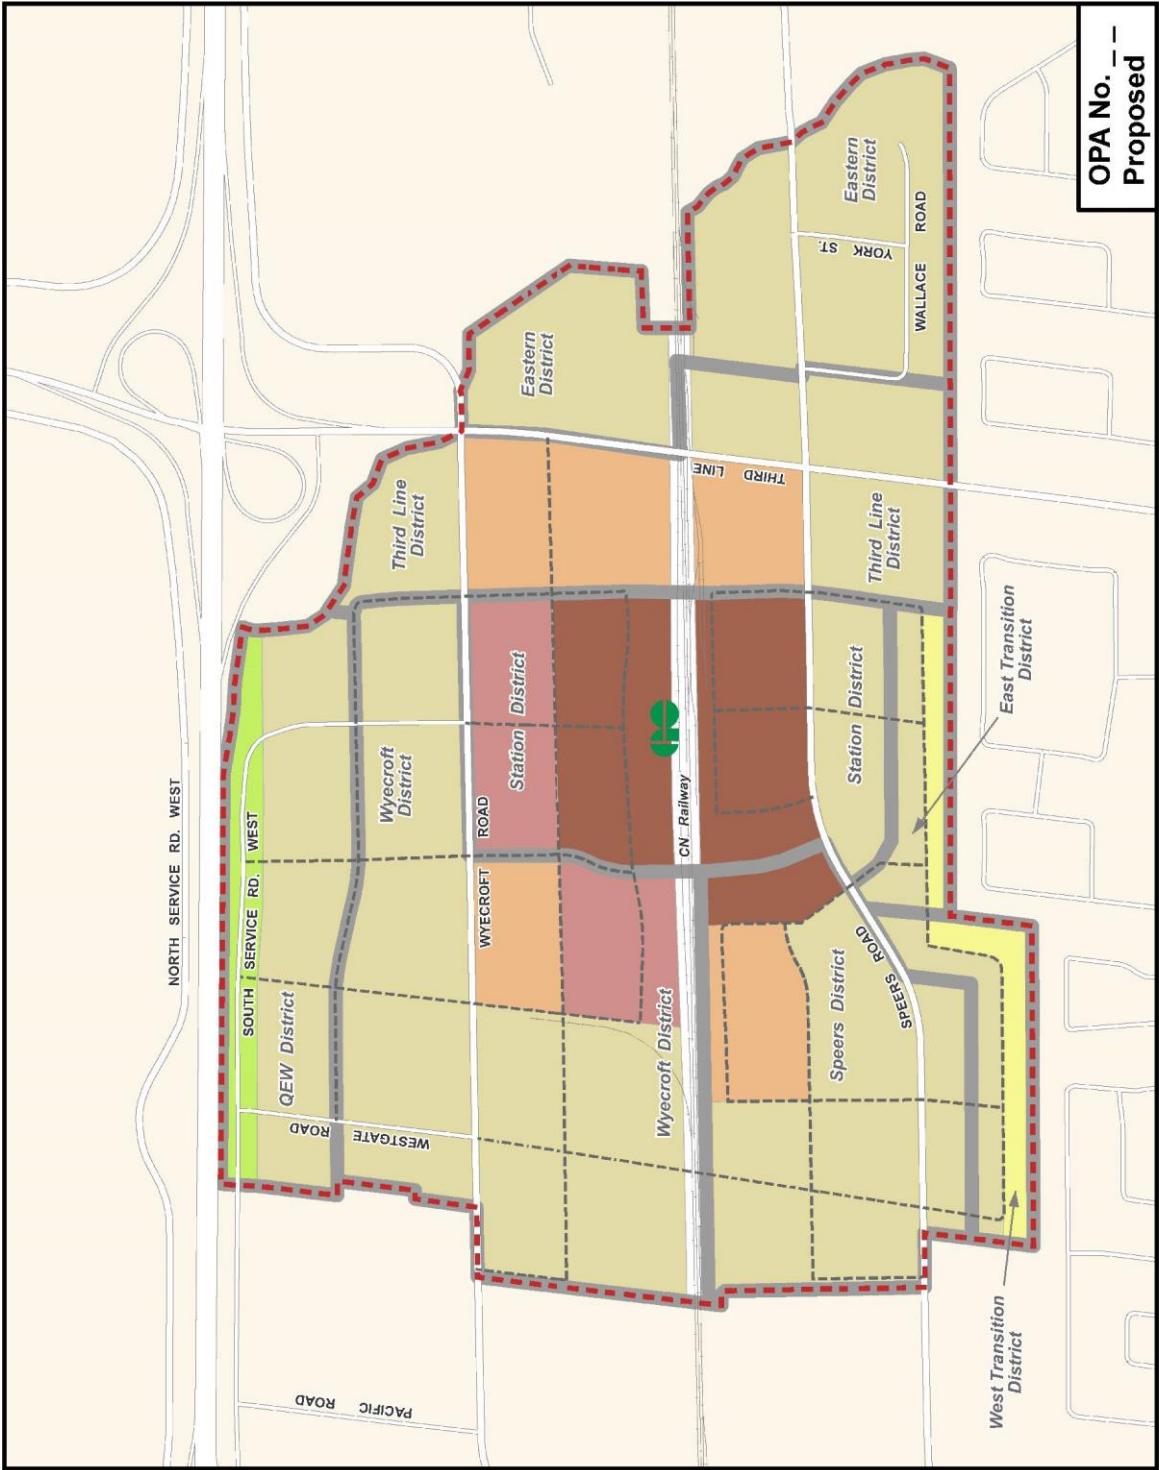 OPA No. _ _
Proposed
NORTH SERVICE RD. WEST
SOUTH SERVICE RD. WEST
QEW District
WESTGATE ROAD
PACIFIC ROAD
Wyecroft
District
Third Line
District
WYECROFT ROAD
Station District
Eastern
District
Wyecroft District
CN Railway
GO
THIRD LINE
Speers District
SPEERS ROAD
Station District
Third Line
District
Eastern
District
YORK ST.
WALLACE ROAD
West Transition
District
East Transition
District